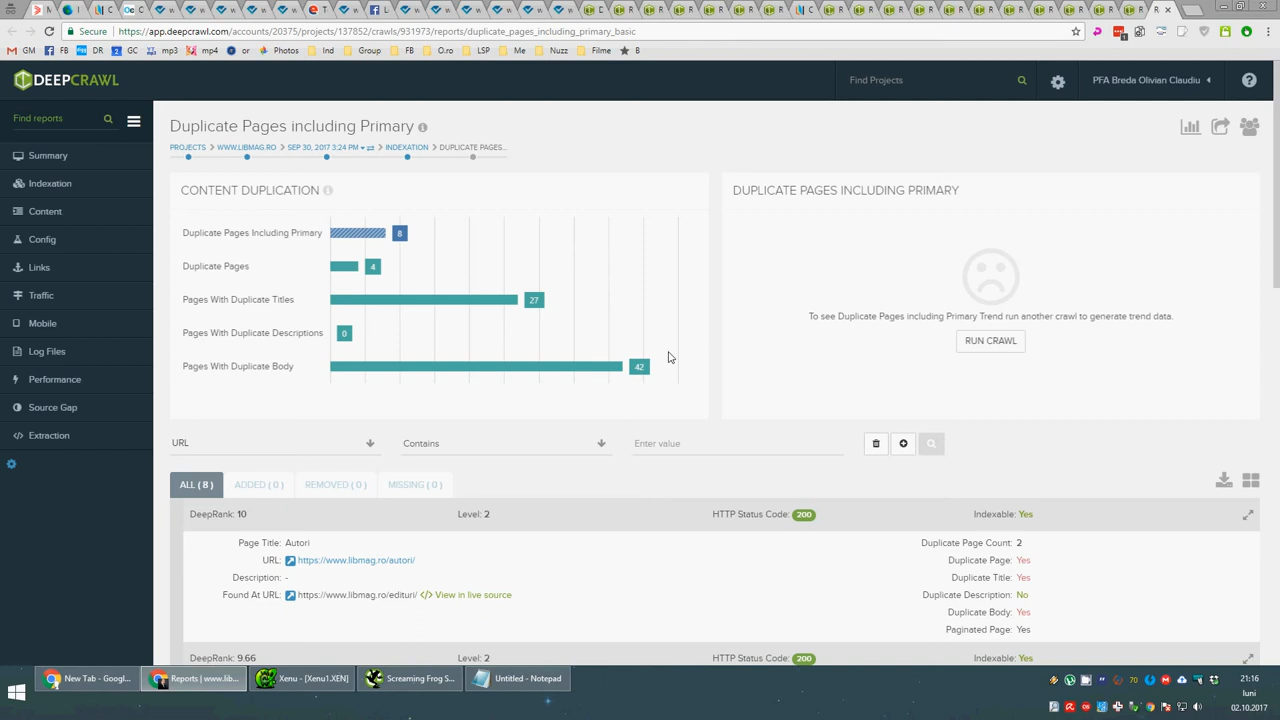 https://app.deepcrawl.com/accounts/20375/projects/137852/crawls/931973/reports/duplicate_pages_including_primary_basic
GM FB DR GC mp3 mp4 or Photos Ind Group FB O.ro LSP Me Nuzz Filme B
DEEPCRAWL
Find Projects
PFA Breda Olivian Claudiu
Find reports
Summary
Indexation
Content
Config
Links
Traffic
Mobile
Log Files
Performance
Source Gap
Extraction
Duplicate Pages including Primary
PROJECTS > WWW.LIBMAG.RO > SEP 30, 2017 3:24 PM > INDEXATION > DUPLICATE PAGES...
CONTENT DUPLICATION
Duplicate Pages Including Primary 8
Duplicate Pages 4
Pages With Duplicate Titles 27
Pages With Duplicate Descriptions 0
Pages With Duplicate Body 42
DUPLICATE PAGES INCLUDING PRIMARY
To see Duplicate Pages including Primary Trend run another crawl to generate trend data.
RUN CRAWL
URL Contains Enter value
ALL ( 8 ) ADDED ( 0 ) REMOVED ( 0 ) MISSING ( 0 )
DeepRank: 10 Level: 2 HTTP Status Code: 200 Indexable: Yes
Page Title: Autori
URL: https://www.libmag.ro/autori/
Description: -
Found At URL: https://www.libmag.ro/edituri/ </> View in live source
Duplicate Page Count: 2
Duplicate Page: Yes
Duplicate Title: Yes
Duplicate Description: No
Duplicate Body: Yes
Paginated Page: Yes
DeepRank: 9.66 Level: 2 HTTP Status Code: 200 Indexable: Yes
New Tab - Googl... Reports | www.lib... Xenu - [Xenu1.XEN] Screaming Frog S... Untitled - Notepad
70
21:16
luni
02.10.2017